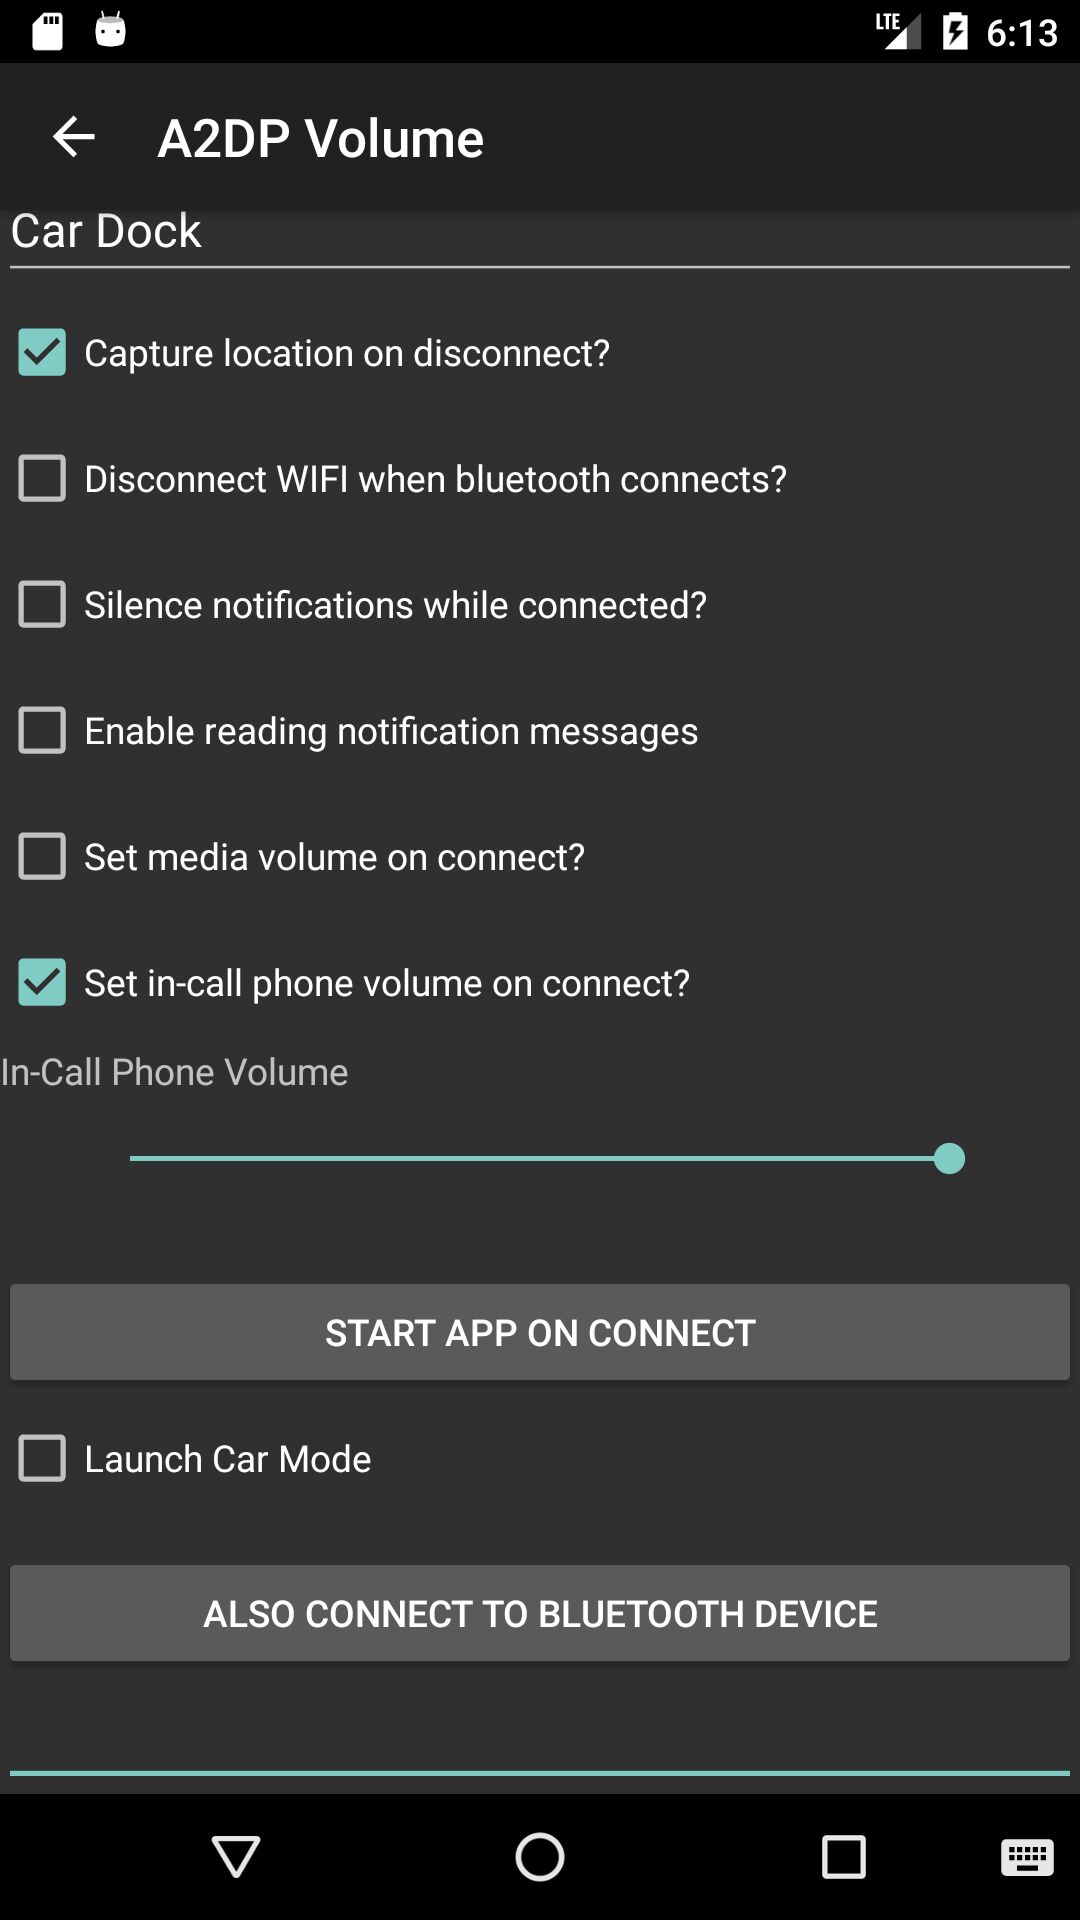 LTE 6:13
A2DP Volume
Car Dock
Capture location on disconnect?
Disconnect WIFI when bluetooth connects?
Silence notifications while connected?
Enable reading notification messages
Set media volume on connect?
Set in-call phone volume on connect?
In-Call Phone Volume
START APP ON CONNECT
Launch Car Mode
ALSO CONNECT TO BLUETOOTH DEVICE